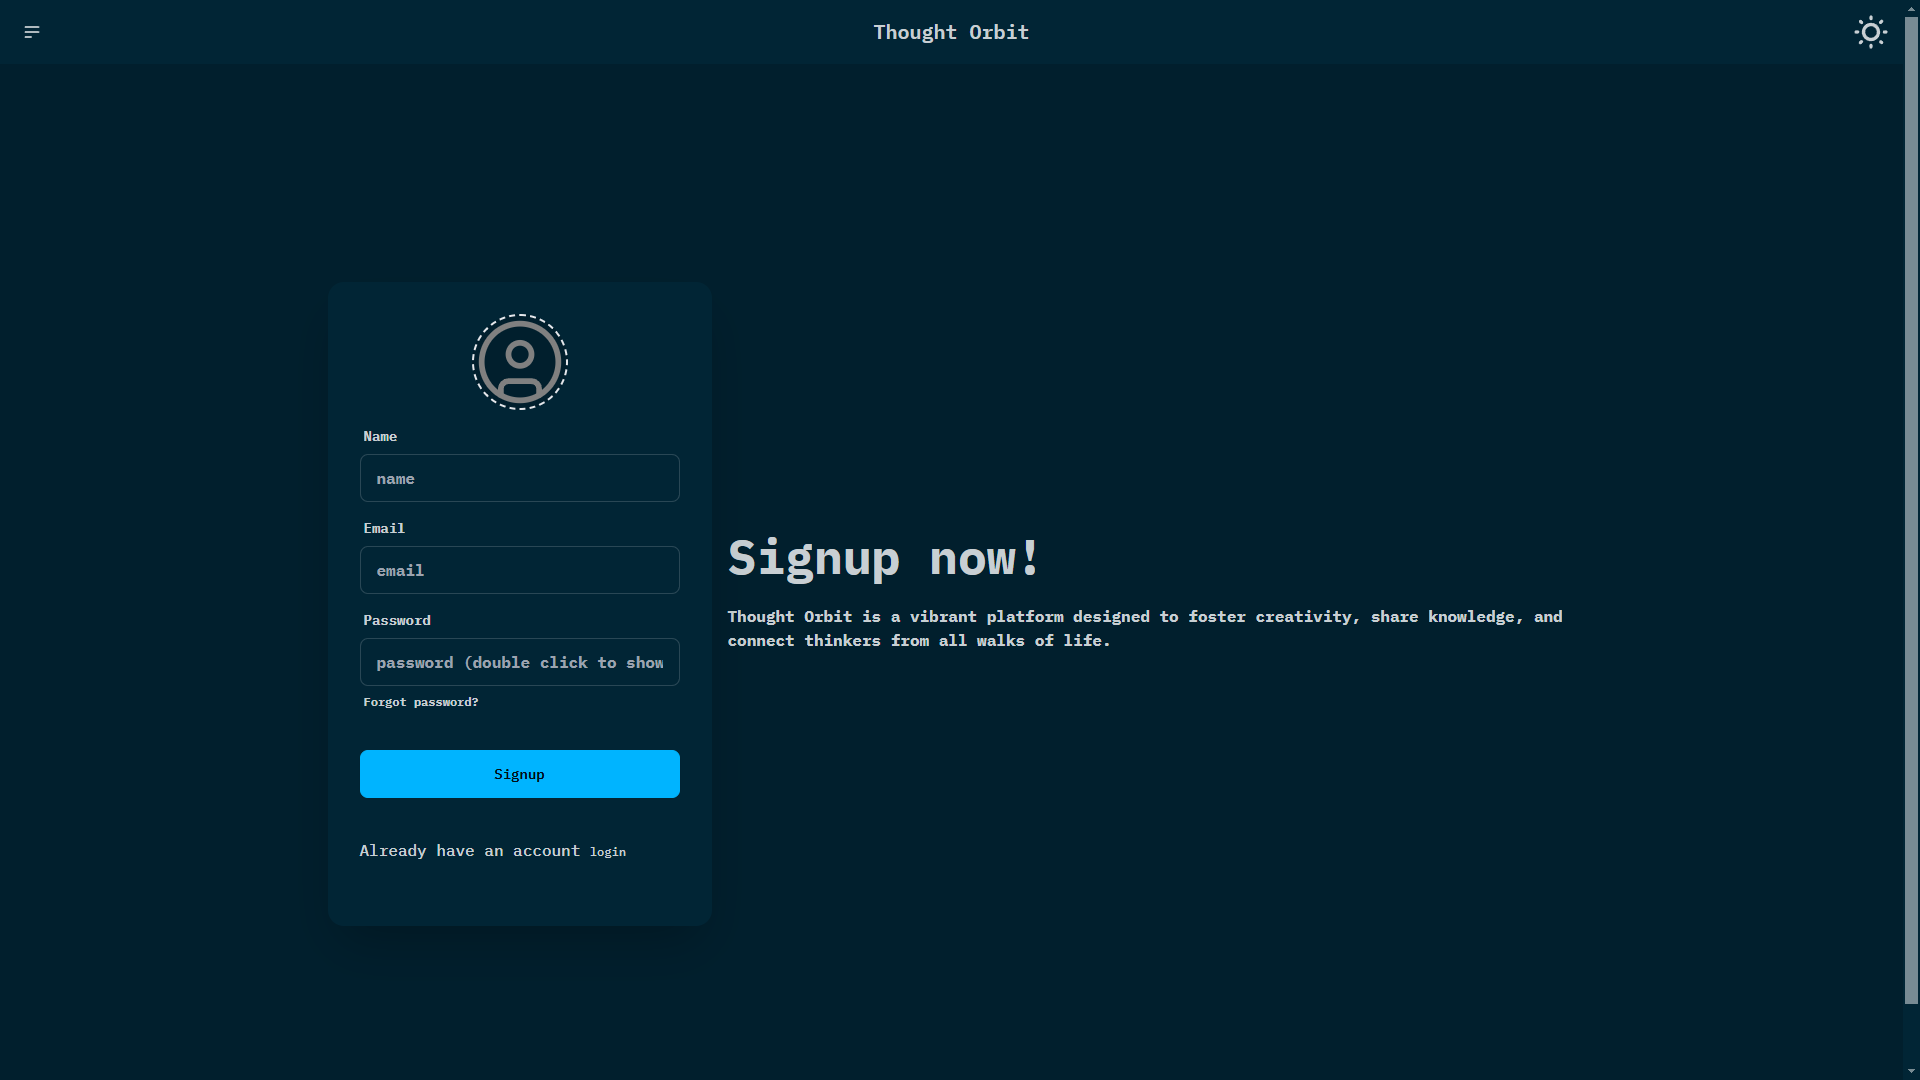 Thought Orbit
Name
name
Email
email
Password
password (double click to show
Forgot password?
Signup
Already have an account login
Signup now!
Thought Orbit is a vibrant platform designed to foster creativity, share knowledge, and
connect thinkers from all walks of life.